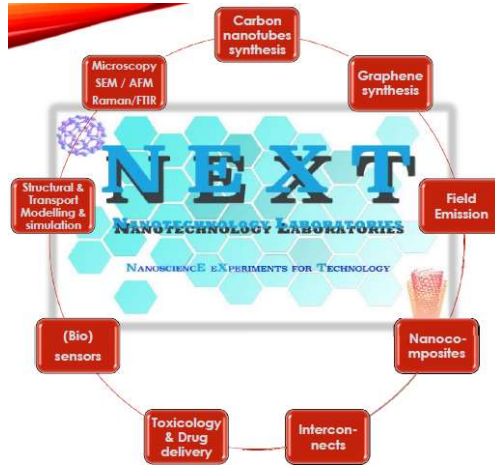 Carbon
nanotubes
synthesis
Graphene
synthesis
Field
Emission
Nanoco-
mposites
Intercon-
nects
Toxicology
& Drug
delivery
(Bio)
sensors
Structural &
Transport
Modelling &
simulation
Microscopy
SEM / AFM
Raman/FTIR
NEXT
NANOTECHNOLOGY LABORATORIES
NANOSCIENCE EXPERIMENTS FOR TECHNOLOGY